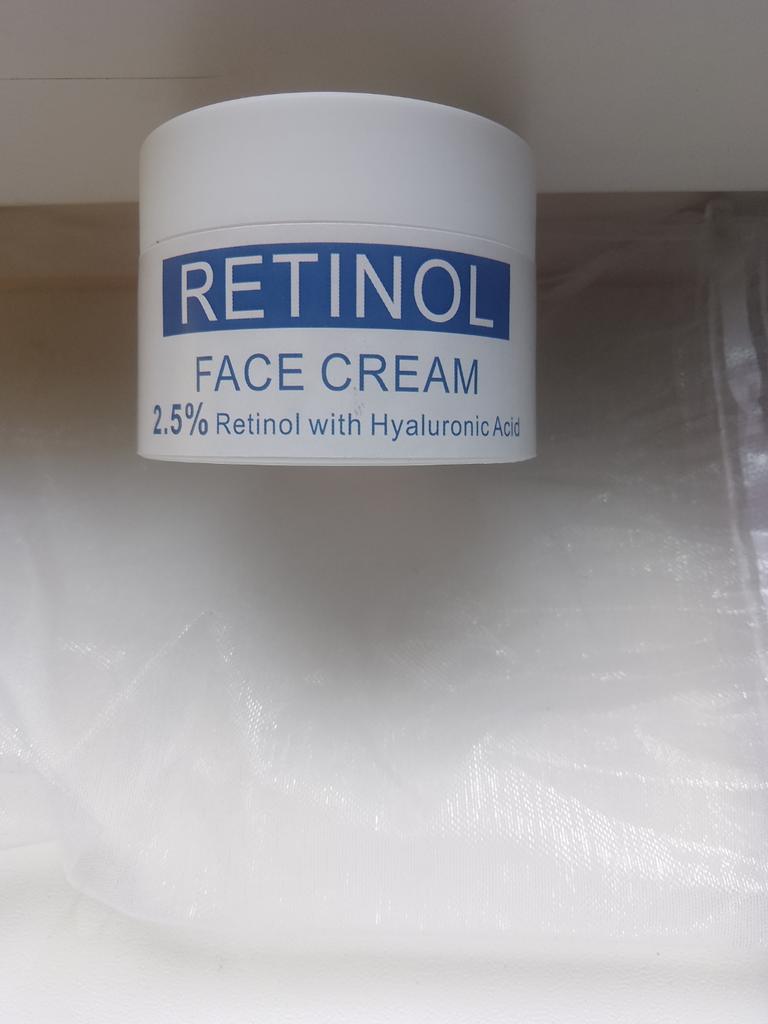 RETINOL
FACE CREAM
2.5% Retinol with Hyaluronic Acid